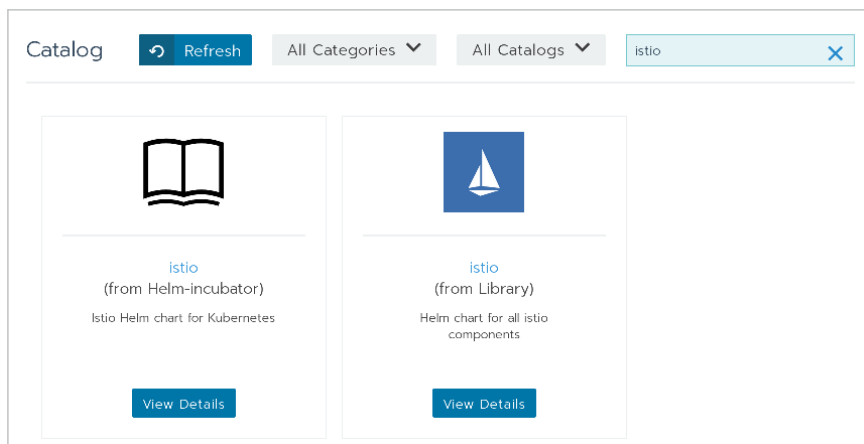 Catalog
Refresh
All Categories
All Catalogs
istio
istio
(from Helm-incubator)
Istio Helm chart for Kubernetes
View Details
istio
(from Library)
Helm chart for all istio
components
View Details